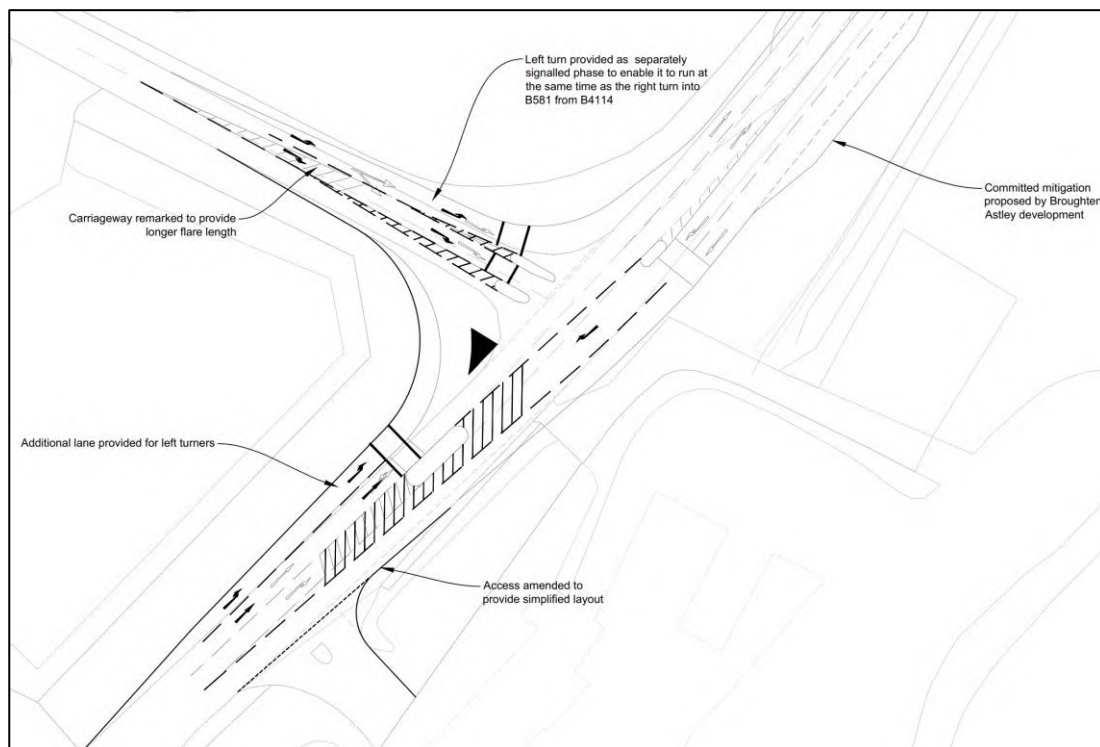 Left turn provided as separately
signalled phase to enable it to run at
the same time as the right turn into
B581 from B4114
Committed mitigation
proposed by Broughten
Astley development
Carriageway remarked to provide
longer flare length
Additional lane provided for left turners
Access amended to
provide simplified layout